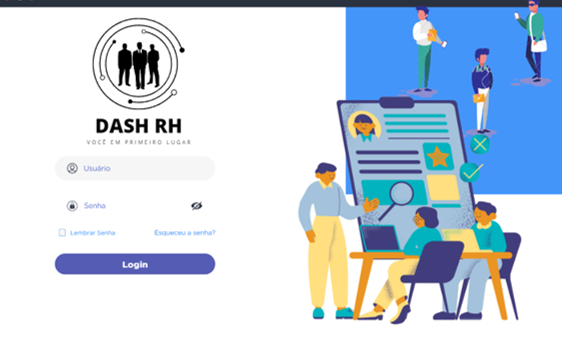 DASH RH
VOCÊ EM PRIMEIRO LUGAR
Usuário
Senha
Lembrar Senha
Esqueceu a senha?
Login